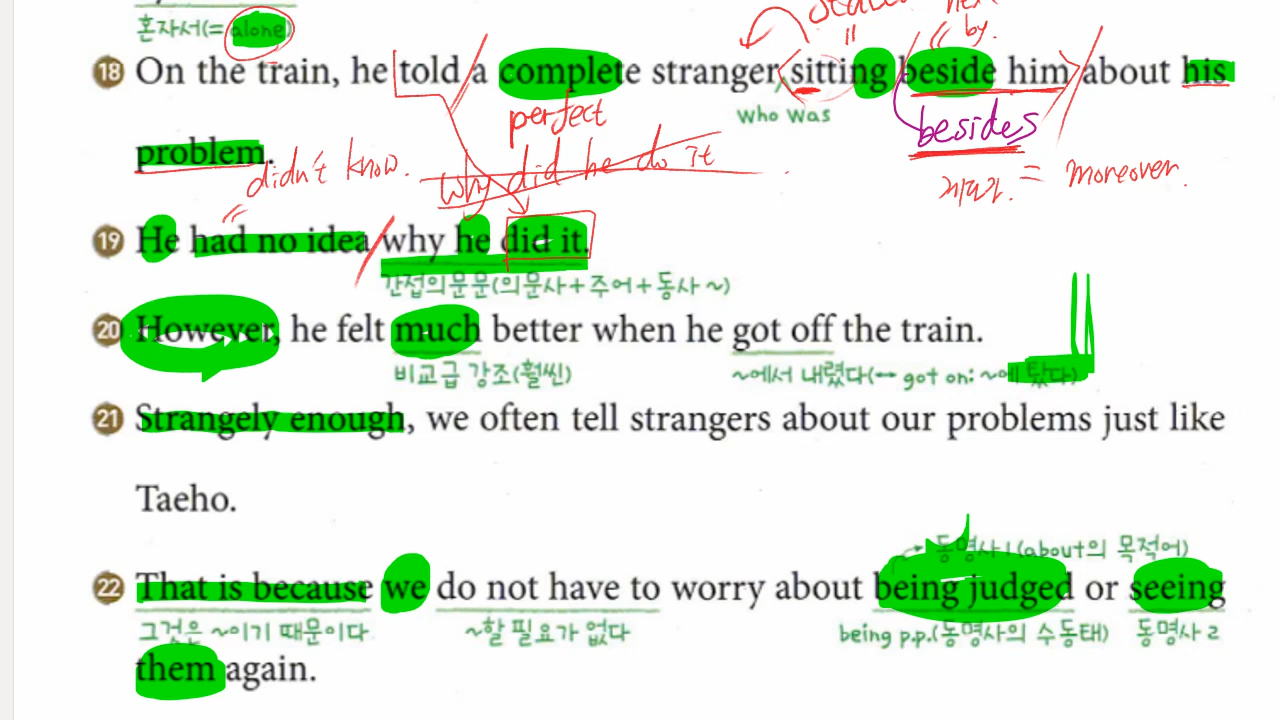 혼자서(= alone)
by.
18 On the train, he told a complete stranger sitting beside him about his
perfect
who was
besides
problem.
didn't know.
why did he do it
게다가. = moreover.
19 He had no idea why he did it.
간접의문문(의문사+주어+동사 ~)
20 However, he felt much better when he got off the train.
비교급 강조(훨씬)
~에서 내렸다(↔ got on: ~에 탔다)
21 Strangely enough, we often tell strangers about our problems just like
Taeho.
동명사1(about의 목적어)
22 That is because we do not have to worry about being judged or seeing
그것은 ~이기 때문이다
~할 필요가 없다
being p.p.(동명사의 수동태)
동명사 2
them again.